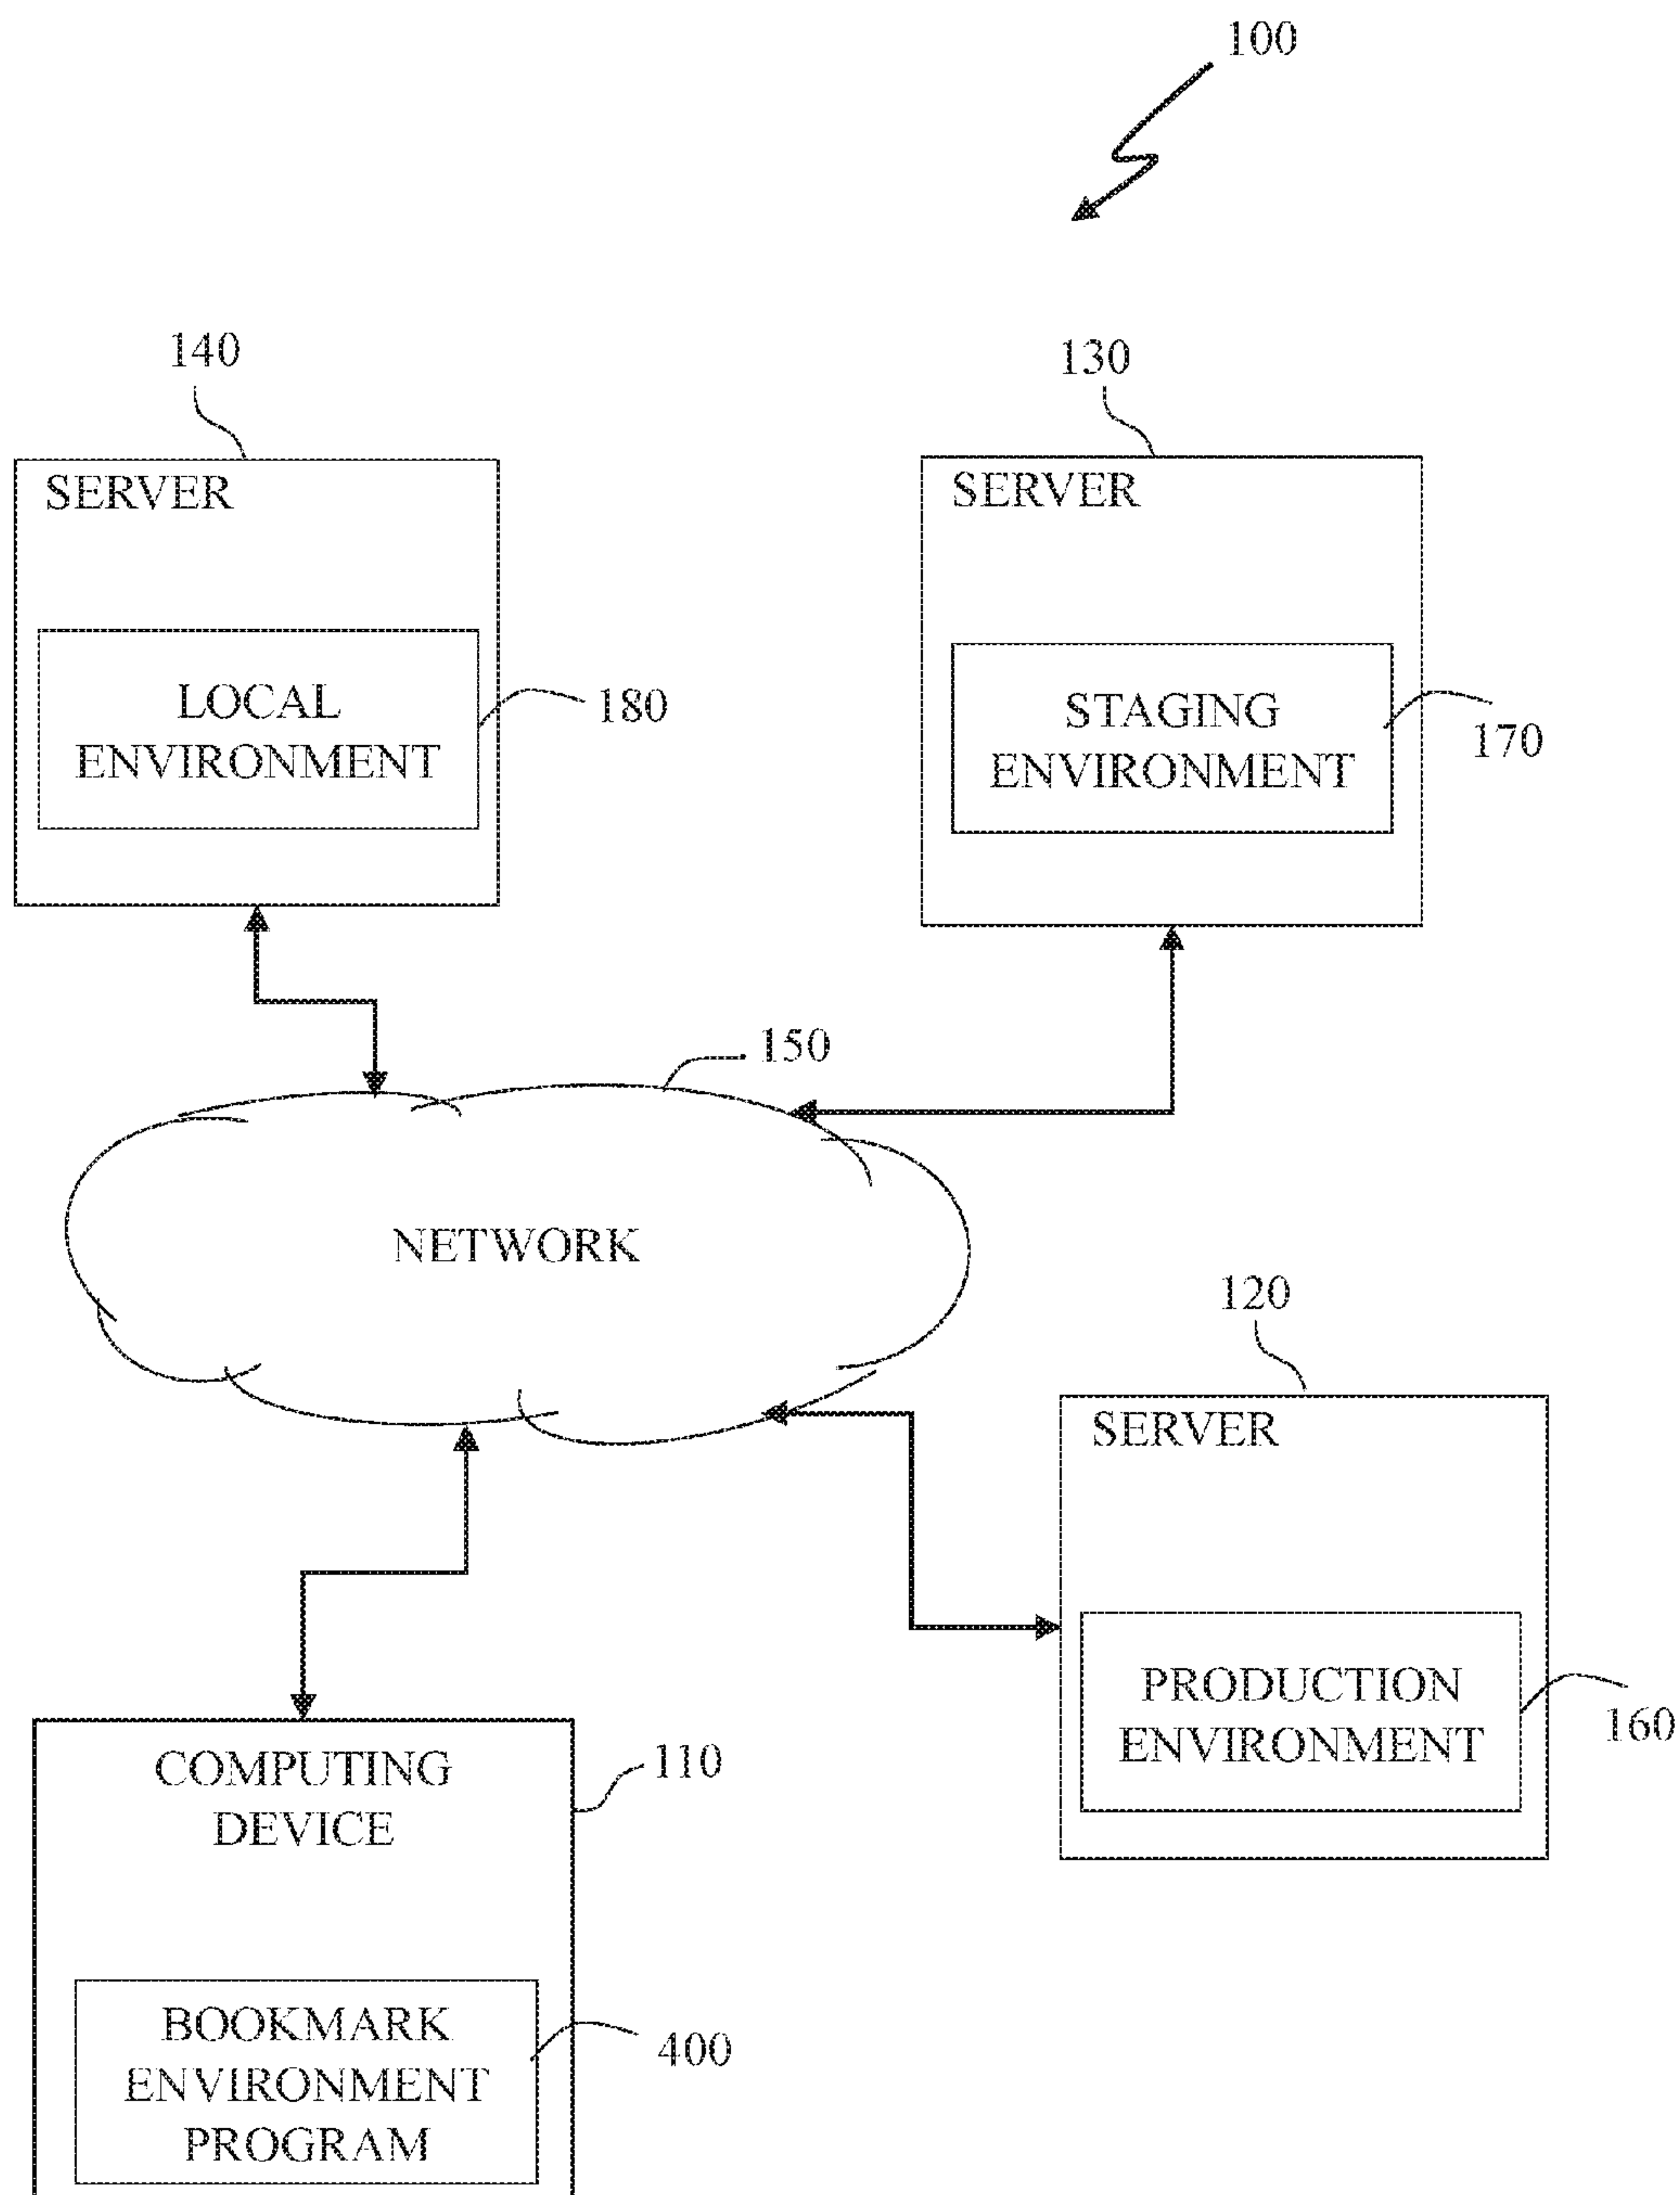 100
140
130
SERVER
SERVER
LOCAL
ENVIRONMENT
180
STAGING
ENVIRONMENT
170
150
NETWORK
120
SERVER
PRODUCTION
ENVIRONMENT
160
COMPUTING
DEVICE
110
BOOKMARK
ENVIRONMENT
PROGRAM
400